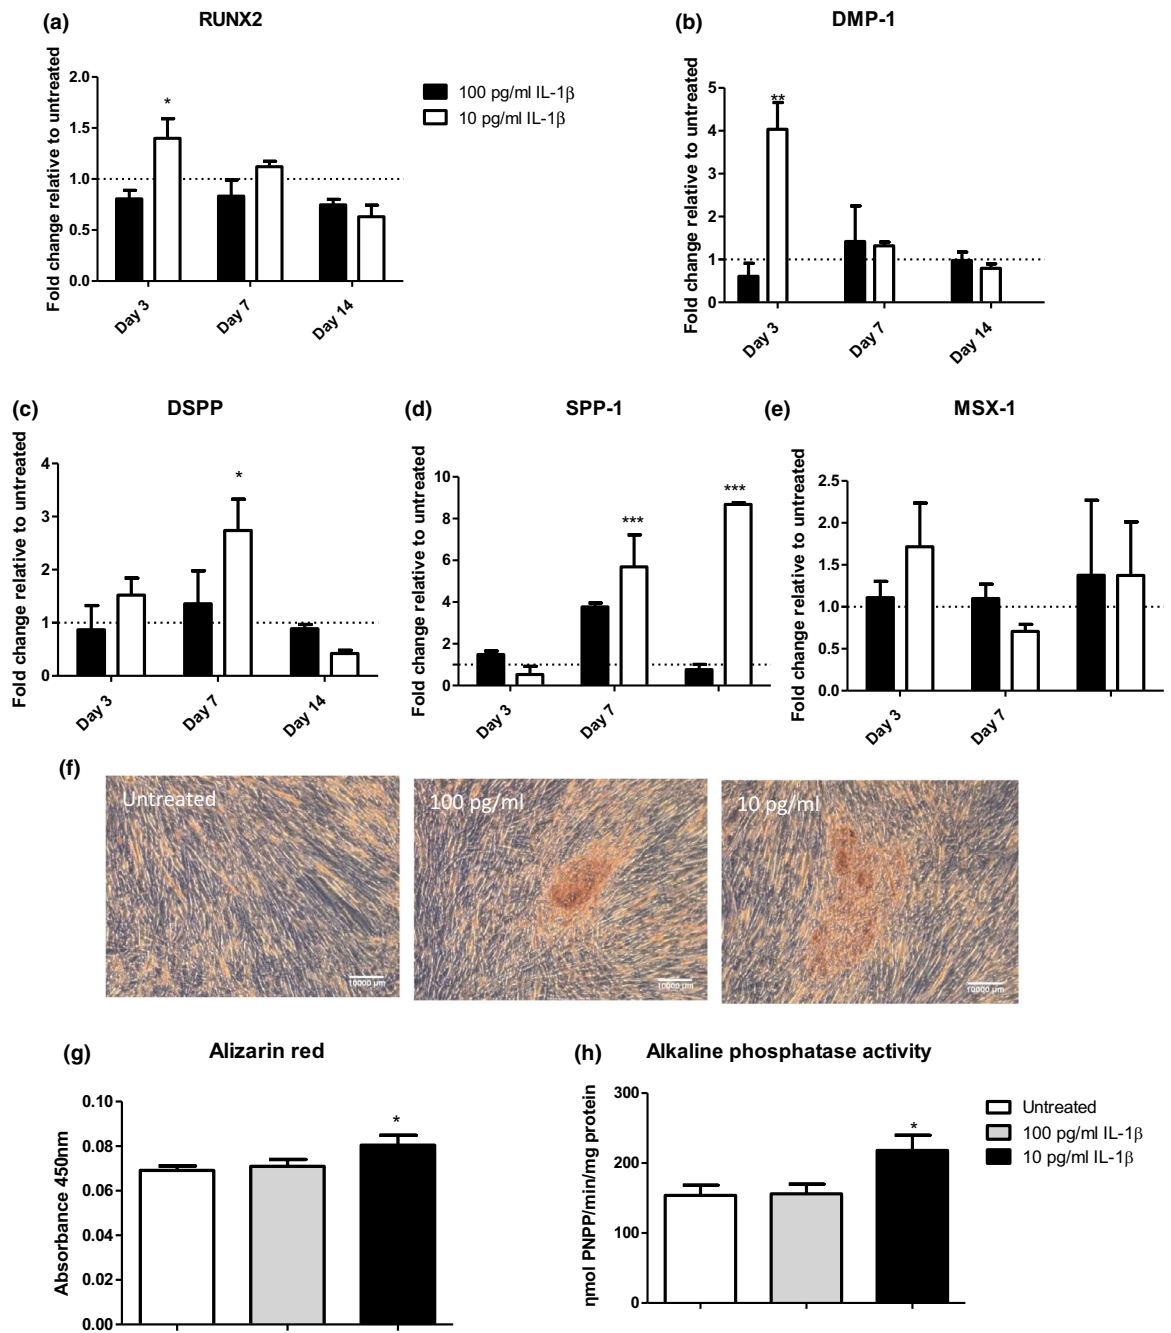 (a)
RUNX2
Fold change relative to untreated
2.0
1.5
1.0
0.5
0.0
*
Day 3
Day 7
Day 14
100 pg/ml IL-1β
10 pg/ml IL-1β
(b)
DMP-1
Fold change relative to untreated
5
4
3
2
1
0
**
Day 3
Day 7
Day 14
(c)
DSPP
Fold change relative to untreated
4
3
2
1
0
*
Day 3
Day 7
Day 14
(d)
SPP-1
Fold change relative to untreated
10
8
6
4
2
0
***
***
Day 3
Day 7
(e)
MSX-1
Fold change relative to untreated
2.5
2.0
1.5
1.0
0.5
0.0
Day 3
Day 7
(f)
Untreated
10000 µm
100 pg/ml
10000 µm
10 pg/ml
10000 µm
(g)
Alizarin red
Absorbance 450nm
0.10
0.08
0.06
0.04
0.02
0.00
*
(h)
Alkaline phosphatase activity
ηmol PNPP/min/mg protein
300
200
100
0
*
Untreated
100 pg/ml IL-1β
10 pg/ml IL-1β